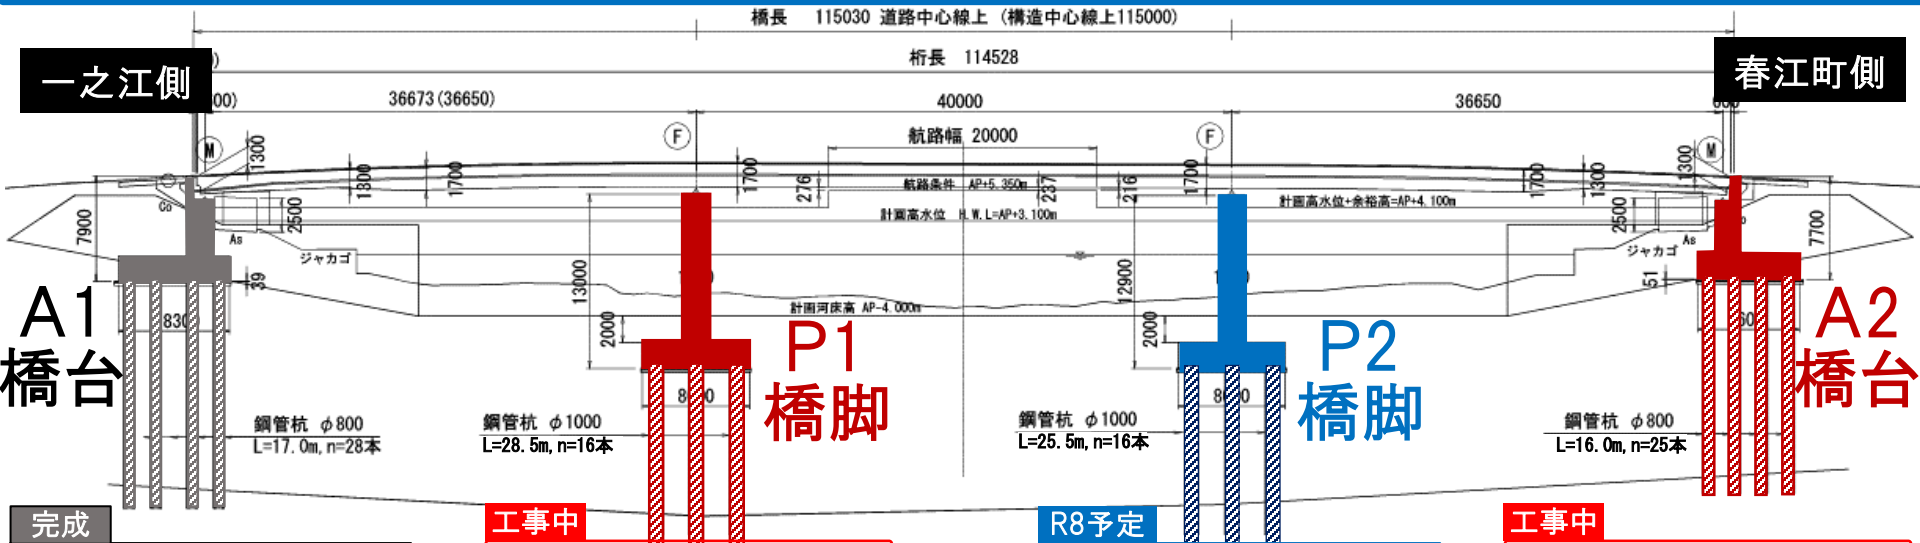 橋長 115030 道路中心線上 (構造中心線上115000)
桁長 114528
一之江側
春江町側
36673(36650)
40000
36650
F
F
M
M
航路幅 20000
1300
1300
1700
1700
276
237
216
1700
1700
1300
1300
航路条件 AP+5.350m
計画高水位 H.W.L=AP+3.100m
計画高水位+余裕高=AP+4.100m
7900
Co
As
2500
ジャカゴ
39
13000
12900
2500
As
ジャカゴ
51
7700
計画河床高 AP-4.000m
2000
2000
A1
橋台
P1
橋脚
P2
橋脚
A2
橋台
鋼管杭 φ800
L=17.0m, n=28本
鋼管杭 φ1000
L=28.5m, n=16本
鋼管杭 φ1000
L=25.5m, n=16本
鋼管杭 φ800
L=16.0m, n=25本
完成
工事中
R8予定
工事中